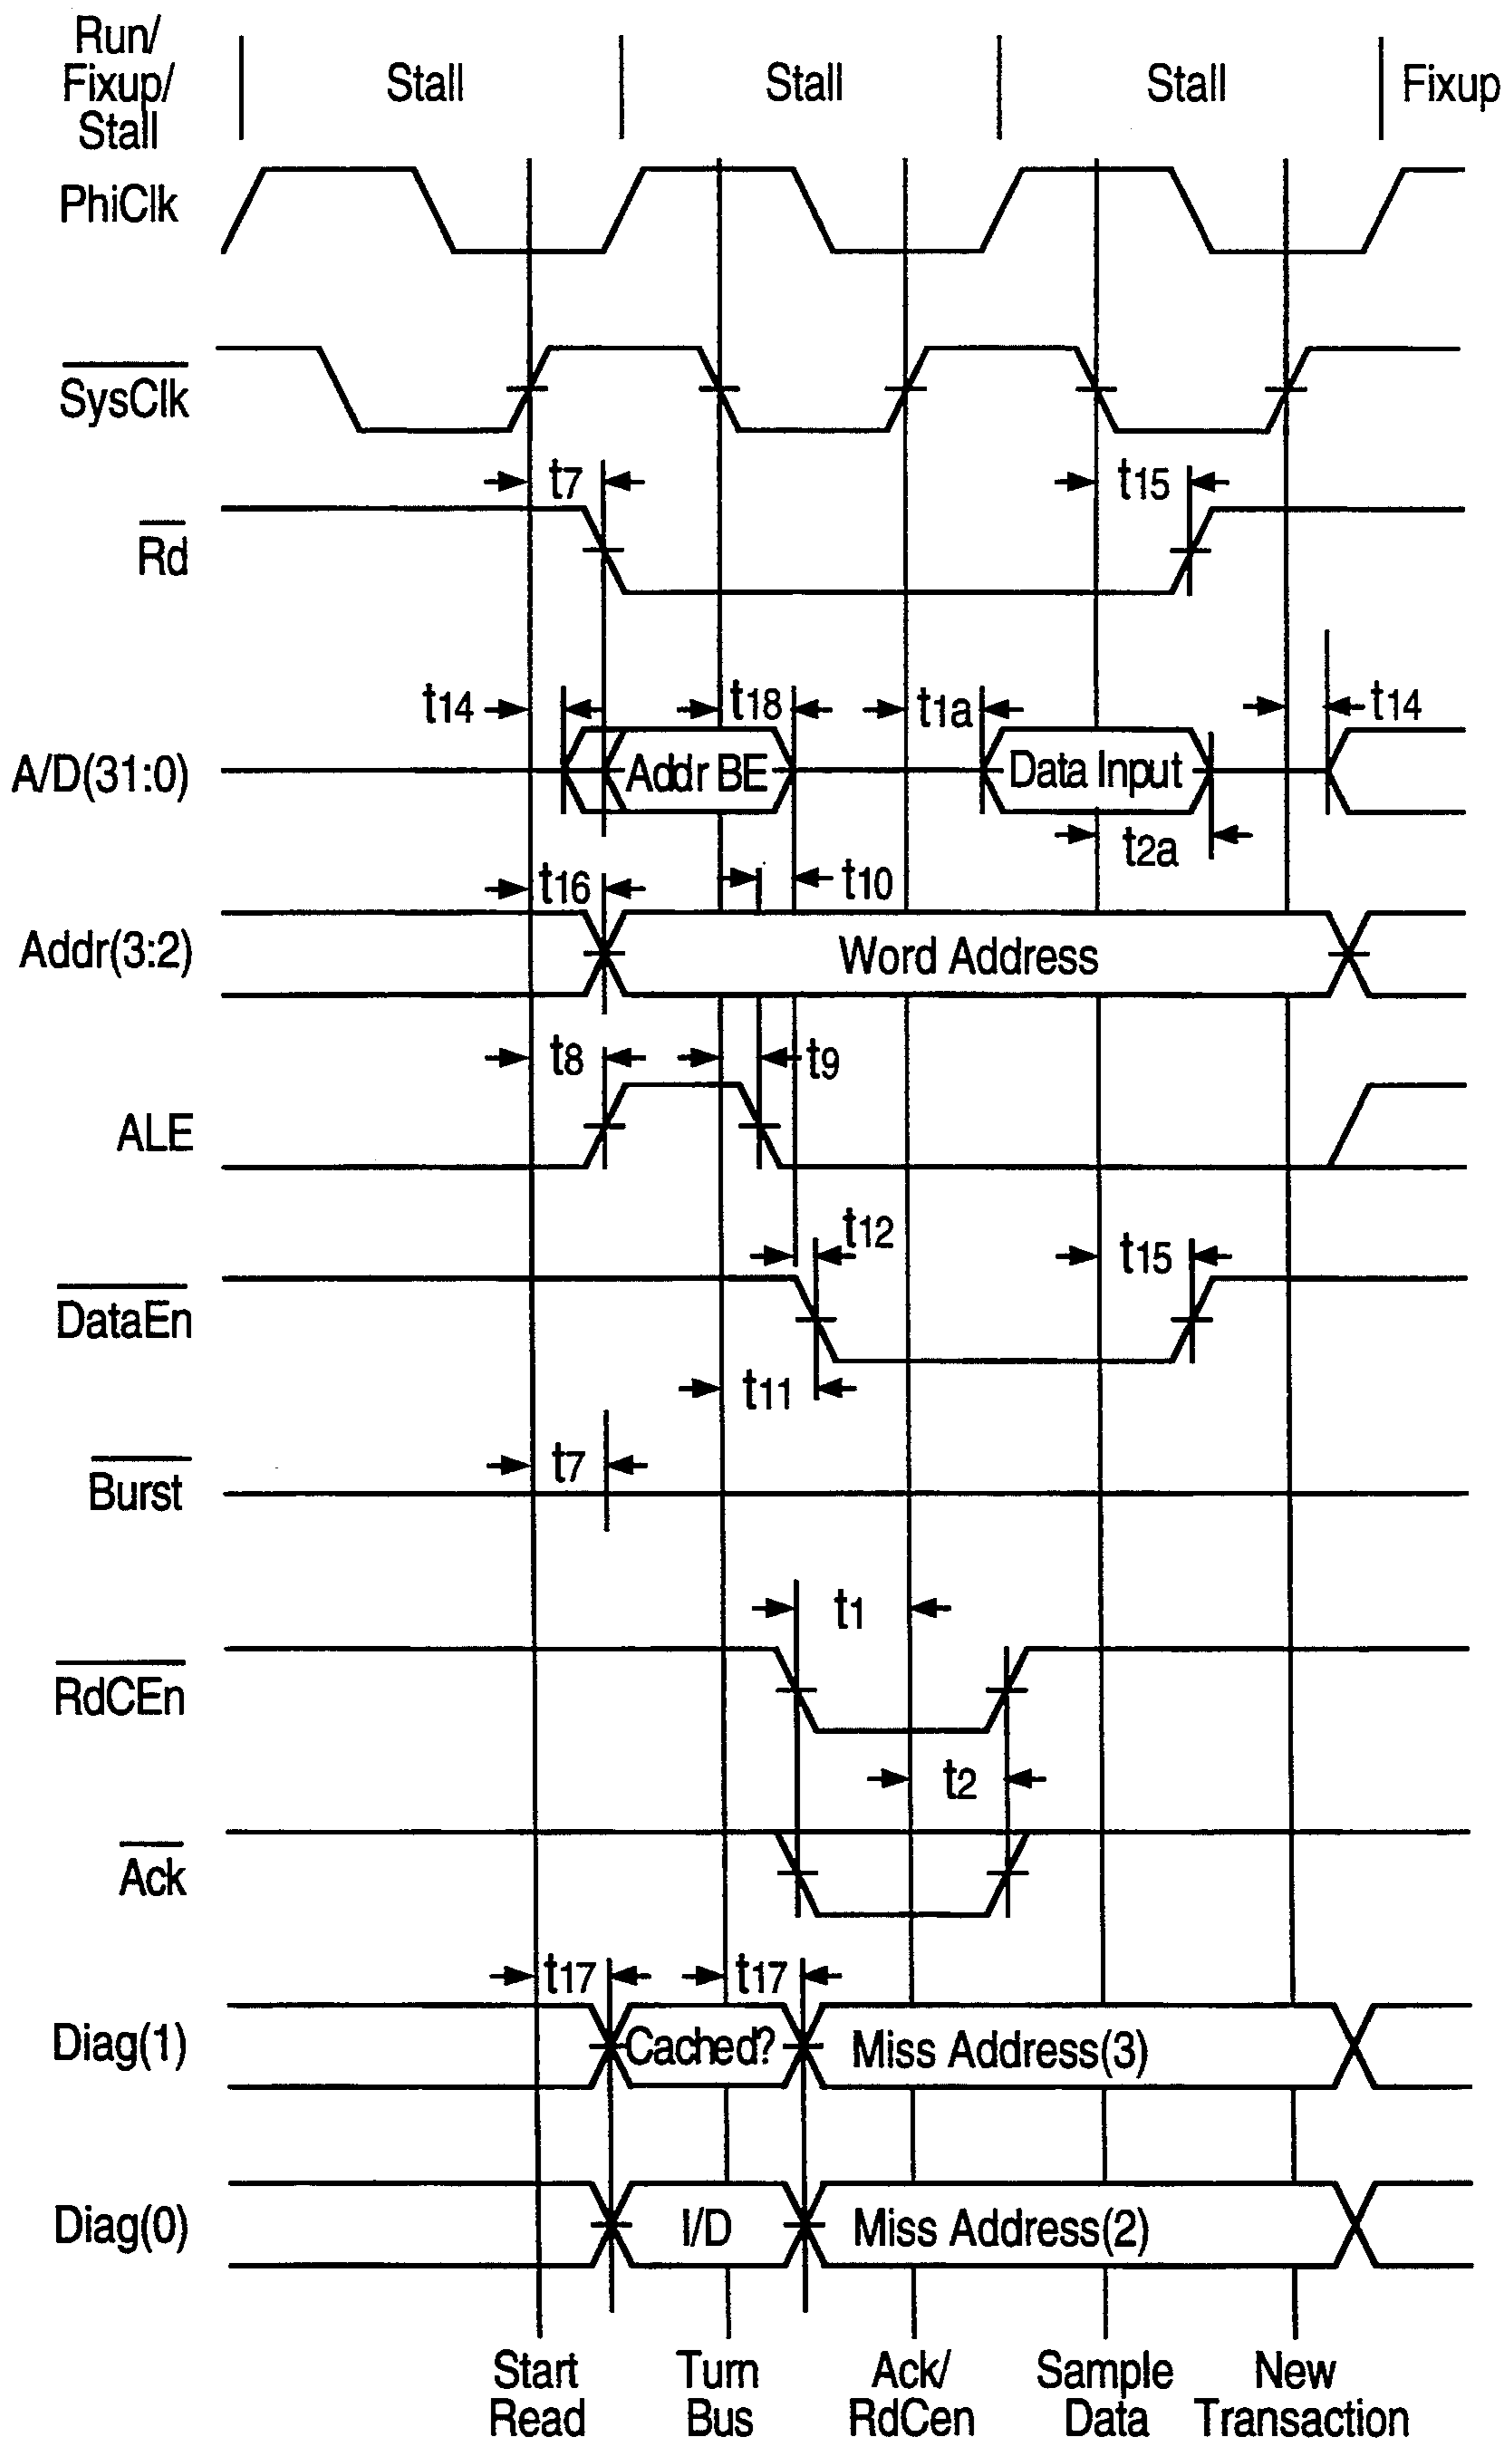 Run/
Fixup/
Stall
Stall
Stall
Stall
Fixup
PhiClk
SysClk
t7
t15
Rd
t14
t18
t1a
t14
A/D(31:0)
Addr BE
Data Input
t2a
t16
t10
Addr(3:2)
Word Address
t8
t9
ALE
t12
t15
DataEn
t11
t7
Burst
t1
RdCEn
t2
Ack
t17
t17
Diag(1)
Cached?
Miss Address(3)
Diag(0)
I/D
Miss Address(2)
Start
Read
Turn
Bus
Ack/
RdCen
Sample
Data
New
Transaction